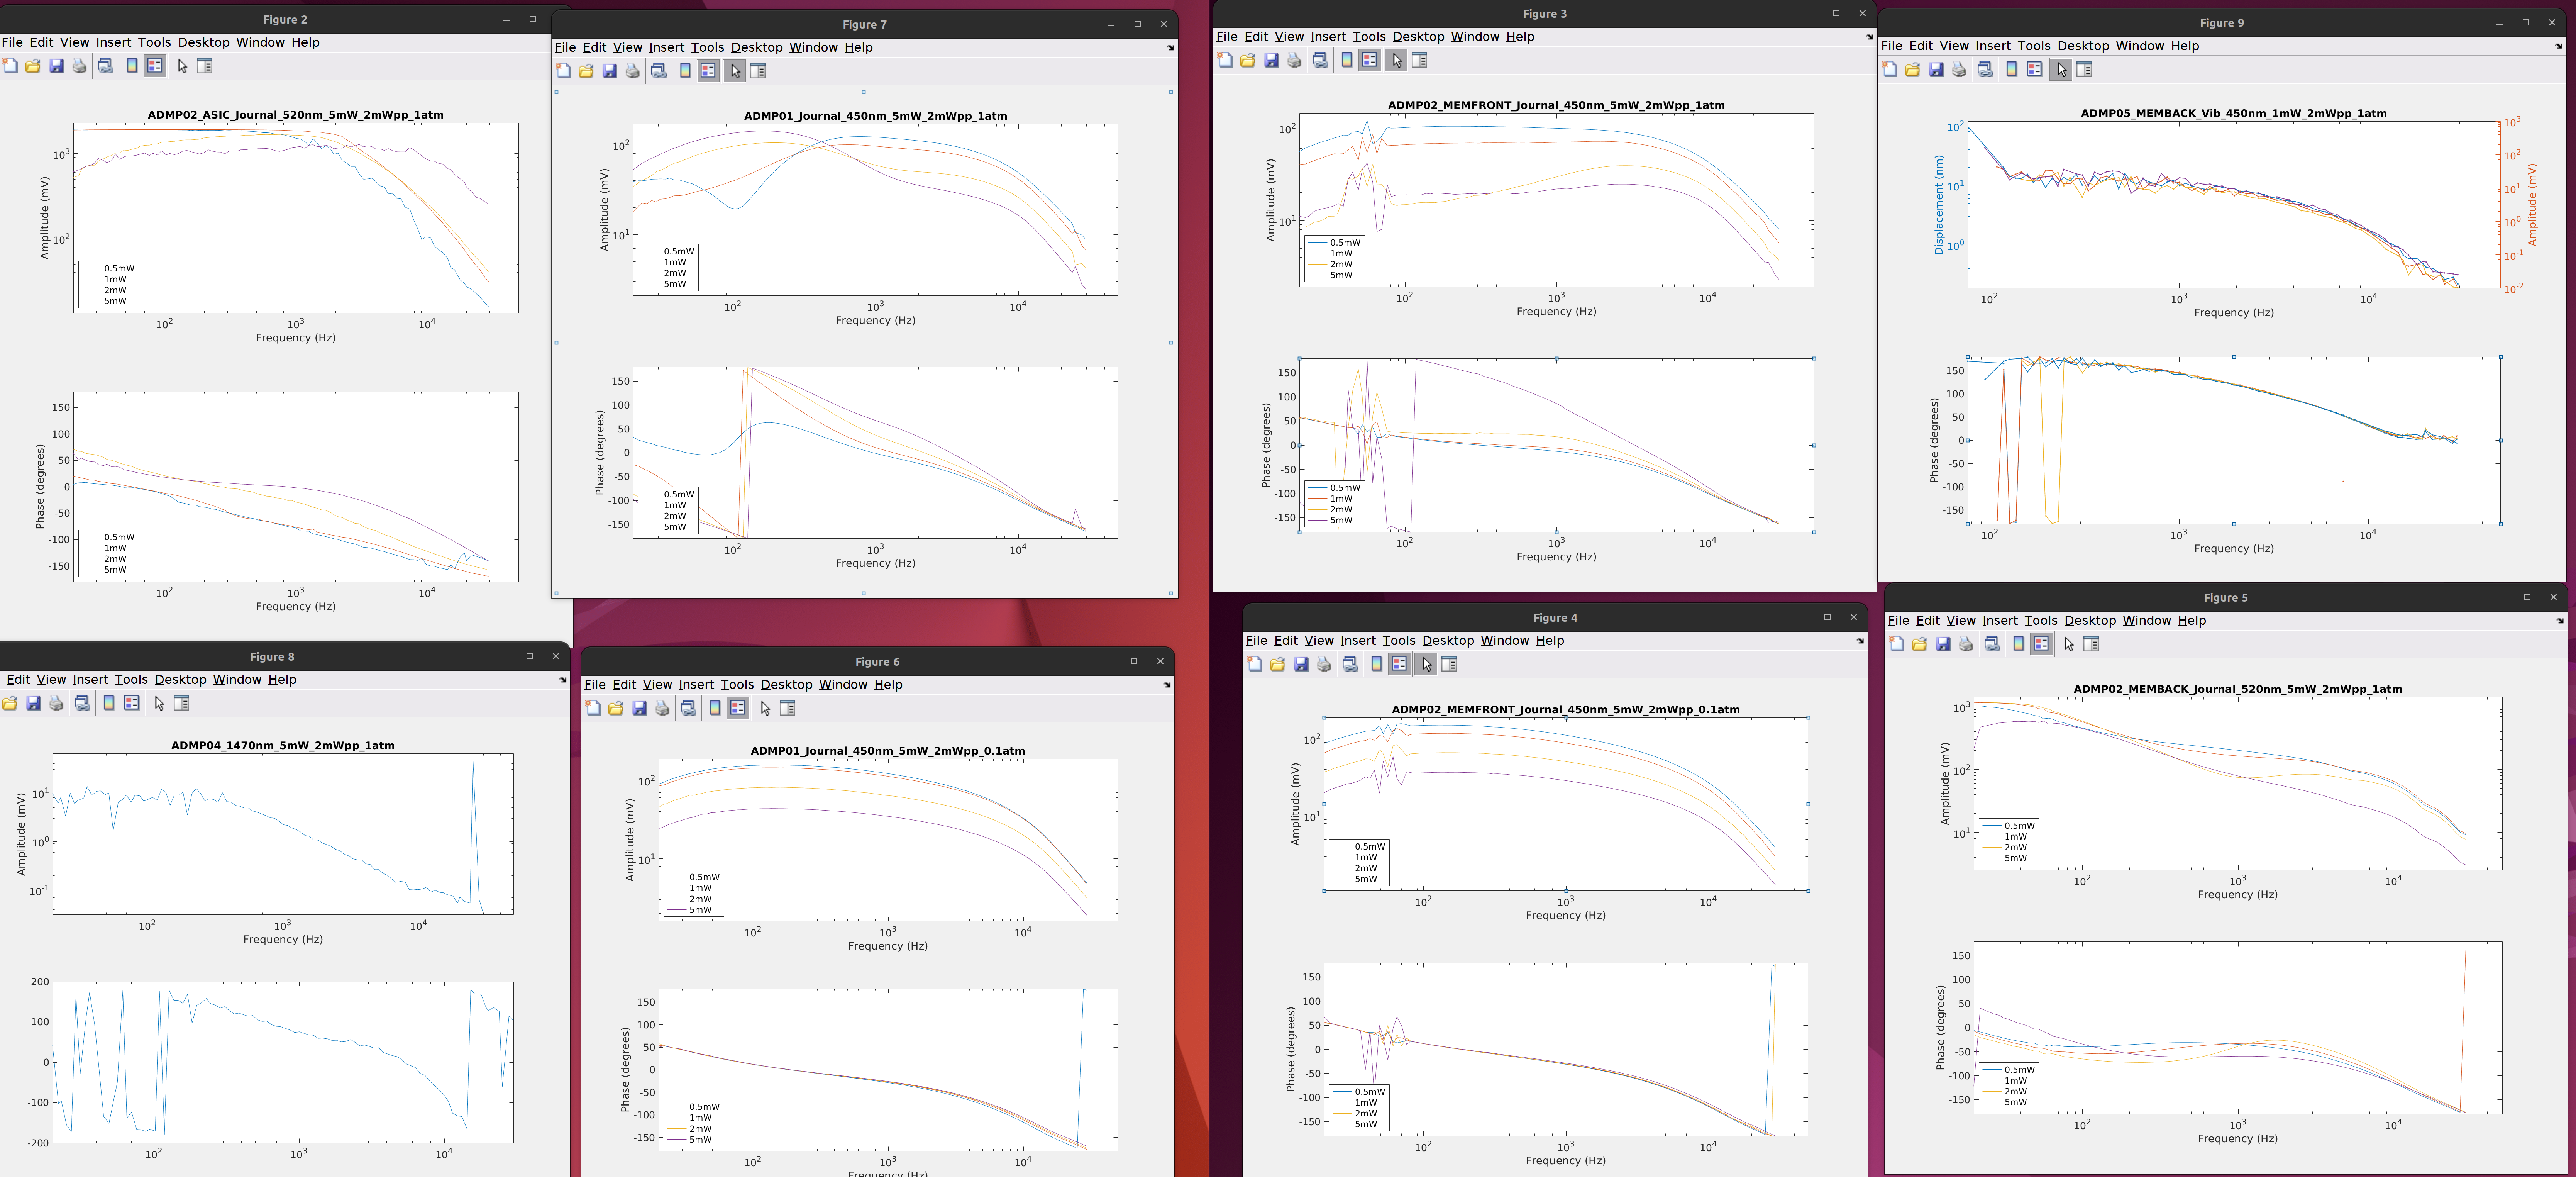 Figure 2
File Edit View Insert Tools Desktop Window Help
ADMP02_ASIC_Journal_520nm_5mW_2mWpp_1atm
Amplitude (mV)
10^3
10^2
0.5mW
1mW
2mW
5mW
10^2 10^3 10^4
Frequency (Hz)
Phase (degrees)
150
100
50
0
-50
-100
-150
0.5mW
1mW
2mW
5mW
10^2 10^3 10^4
Frequency (Hz)
Figure 7
File Edit View Insert Tools Desktop Window Help
ADMP01_Journal_450nm_5mW_2mWpp_1atm
Amplitude (mV)
10^2
10^1
0.5mW
1mW
2mW
5mW
10^2 10^3 10^4
Frequency (Hz)
Phase (degrees)
150
100
50
0
-50
-100
-150
0.5mW
1mW
2mW
5mW
10^2 10^3 10^4
Frequency (Hz)
Figure 3
File Edit View Insert Tools Desktop Window Help
ADMP02_MEMFRONT_Journal_450nm_5mW_2mWpp_1atm
Amplitude (mV)
10^2
10^1
0.5mW
1mW
2mW
5mW
10^2 10^3 10^4
Frequency (Hz)
Phase (degrees)
150
100
50
0
-50
-100
-150
0.5mW
1mW
2mW
5mW
10^2 10^3 10^4
Frequency (Hz)
Figure 9
File Edit View Insert Tools Desktop Window Help
ADMP05_MEMBACK_Vib_450nm_1mW_2mWpp_1atm
Displacement (nm)
10^2
10^1
10^0
Amplitude (mV)
10^3
10^2
10^1
10^0
10^-1
10^-2
10^2 10^3 10^4
Frequency (Hz)
Phase (degrees)
150
100
50
0
-50
-100
-150
10^2 10^3 10^4
Frequency (Hz)
Figure 8
Edit View Insert Tools Desktop Window Help
ADMP04_1470nm_5mW_2mWpp_1atm
Amplitude (mV)
10^1
10^0
10^-1
10^2 10^3 10^4
Frequency (Hz)
200
100
0
-100
-200
10^2 10^3 10^4
Figure 6
File Edit View Insert Tools Desktop Window Help
ADMP01_Journal_450nm_5mW_2mWpp_0.1atm
Amplitude (mV)
10^2
10^1
0.5mW
1mW
2mW
5mW
10^2 10^3 10^4
Frequency (Hz)
Phase (degrees)
150
100
50
0
-50
-100
-150
0.5mW
1mW
2mW
5mW
10^2 10^3 10^4
Frequency (Hz)
Figure 4
File Edit View Insert Tools Desktop Window Help
ADMP02_MEMFRONT_Journal_450nm_5mW_2mWpp_0.1atm
Amplitude (mV)
10^2
10^1
0.5mW
1mW
2mW
5mW
10^2 10^3 10^4
Frequency (Hz)
Phase (degrees)
150
100
50
0
-50
-100
-150
0.5mW
1mW
2mW
5mW
10^2 10^3 10^4
Frequency (Hz)
Figure 5
File Edit View Insert Tools Desktop Window Help
ADMP02_MEMBACK_Journal_520nm_5mW_2mWpp_1atm
Amplitude (mV)
10^3
10^2
10^1
0.5mW
1mW
2mW
5mW
10^2 10^3 10^4
Frequency (Hz)
Phase (degrees)
150
100
50
0
-50
-100
-150
0.5mW
1mW
2mW
5mW
10^2 10^3 10^4
Frequency (Hz)